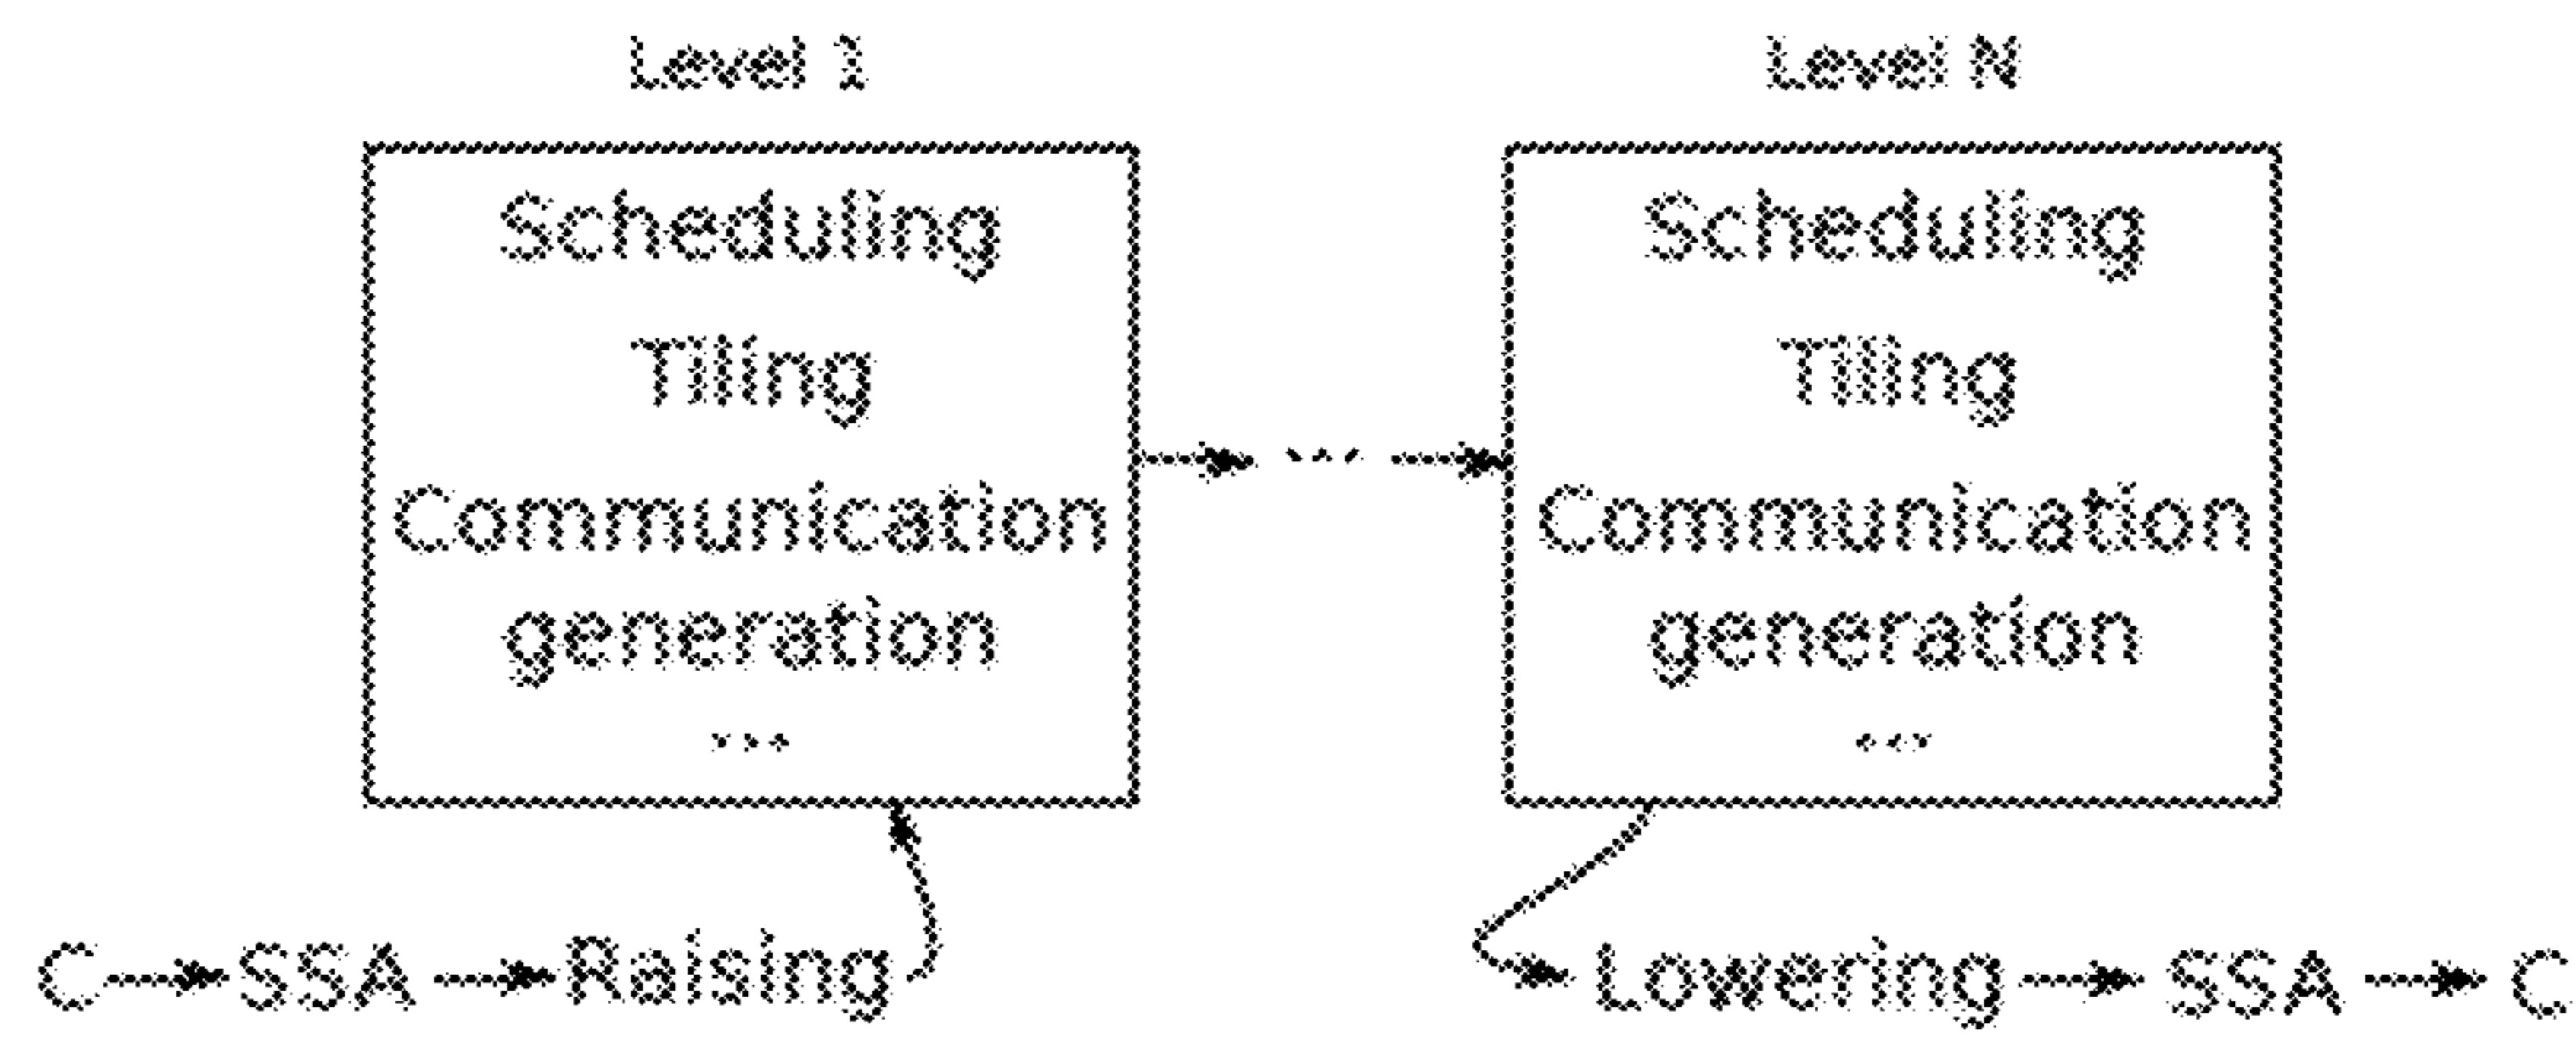 Level 1
Scheduling
Tiling
Communication
generation
...
...
Level N
Scheduling
Tiling
Communication
generation
...
C SSA Raising
Lowering SSA C